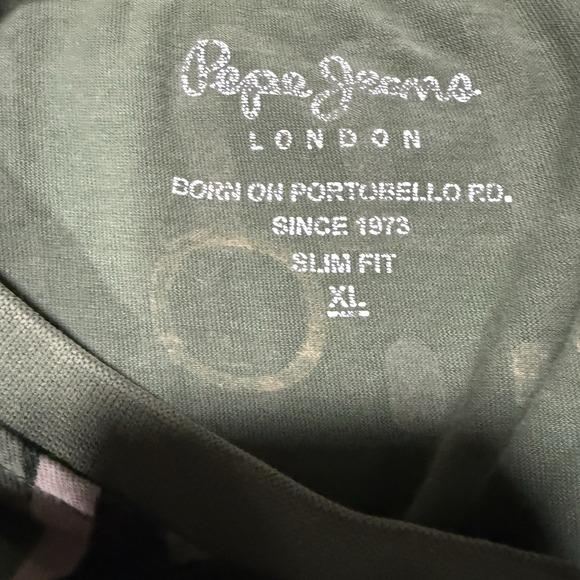 Pepe Jeans
LONDON
BORN ON PORTOBELLO RD.
SINCE 1973
SLIM FIT
XL